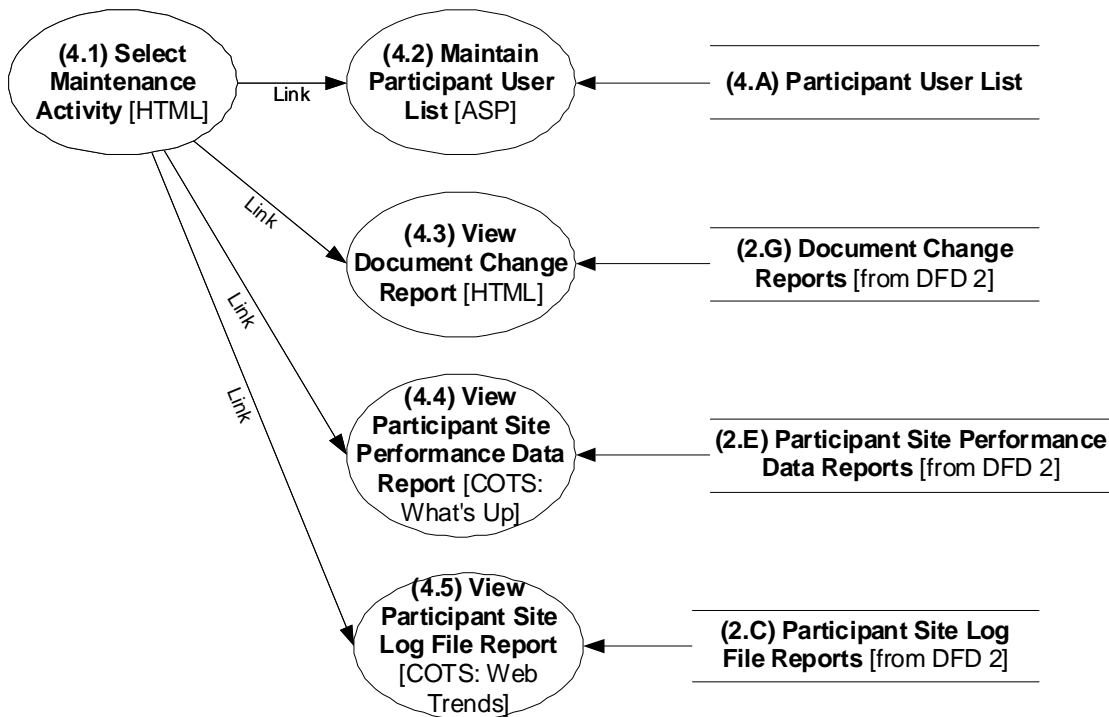 (4.1) Select
Maintenance
Activity [HTML]
Link
(4.2) Maintain
Participant User
List [ASP]
(4.A) Participant User List
Link
(4.3) View
Document Change
Report [HTML]
(2.G) Document Change
Reports [from DFD 2]
Link
(4.4) View
Participant Site
Performance Data
Report [COTS:
What's Up]
(2.E) Participant Site Performance
Data Reports [from DFD 2]
Link
(4.5) View
Participant Site
Log File Report
[COTS: Web
Trends]
(2.C) Participant Site Log
File Reports [from DFD 2]